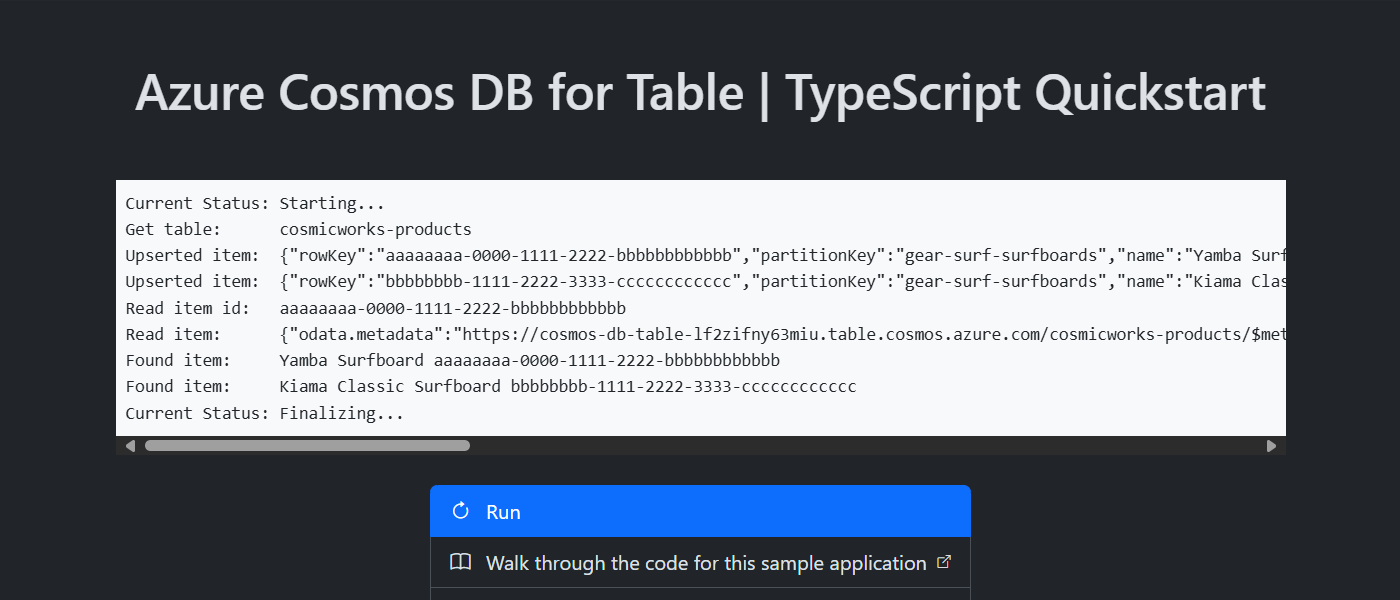 Azure Cosmos DB for Table | TypeScript Quickstart
Current Status: Starting...
Get table:      cosmicworks-products
Upserted item:  {"rowKey":"aaaaaaaa-0000-1111-2222-bbbbbbbbbbbb","partitionKey":"gear-surf-surfboards","name":"Yamba Surf
Upserted item:  {"rowKey":"bbbbbbbb-1111-2222-3333-cccccccccccc","partitionKey":"gear-surf-surfboards","name":"Kiama Clas
Read item id:   aaaaaaaa-0000-1111-2222-bbbbbbbbbbbb
Read item:      {"odata.metadata":"https://cosmos-db-table-lf2zifny63miu.table.cosmos.azure.com/cosmicworks-products/$met
Found item:     Yamba Surfboard aaaaaaaa-0000-1111-2222-bbbbbbbbbbbb
Found item:     Kiama Classic Surfboard bbbbbbbb-1111-2222-3333-cccccccccccc
Current Status: Finalizing...
Run
Walk through the code for this sample application